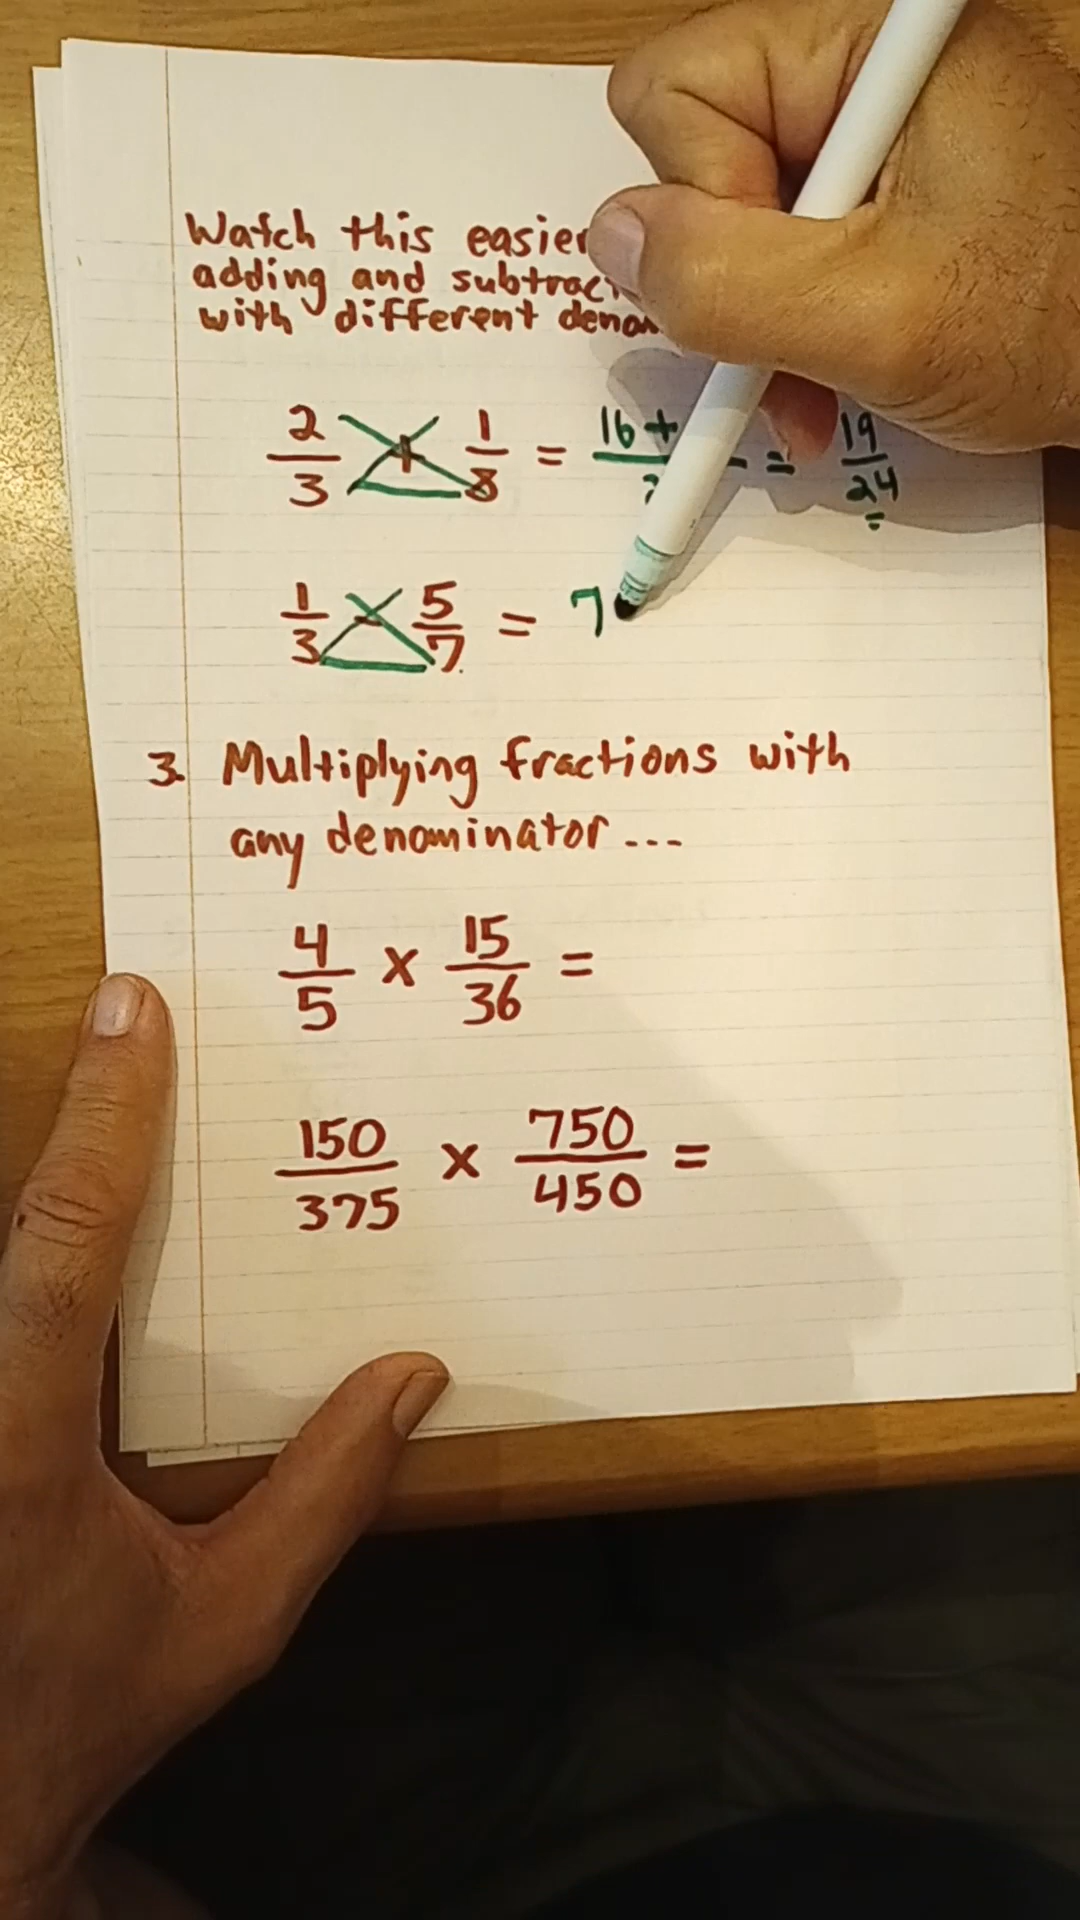 Watch this easier
adding and subtract
with different denom
2/3 + 1/8 = 16 + = 19/24
1/3 - 5/7 = 7
3. Multiplying fractions with
any denominator ...
4/5 x 15/36 =
150/375 x 750/450 =